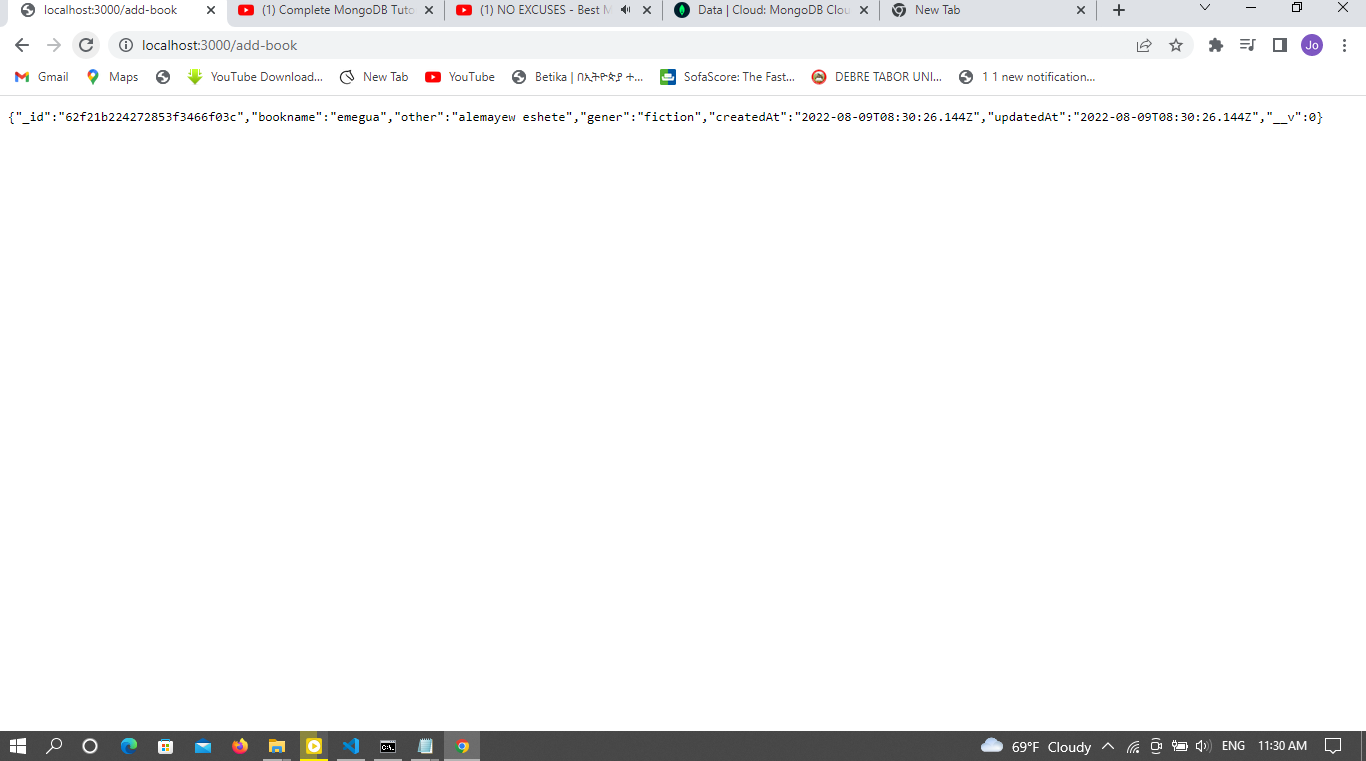 localhost:3000/add-book
(1) Complete MongoDB Tuto
(1) NO EXCUSES - Best M
Data | Cloud: MongoDB Clou
New Tab
localhost:3000/add-book
Jo
Gmail
Maps
YouTube Download...
New Tab
YouTube
Betika | በኢትዮጵያ ተ...
SofaScore: The Fast...
DEBRE TABOR UNI...
1 1 new notification...
{"_id":"62f21b224272853f3466f03c","bookname":"emegua","other":"alemayew eshete","gener":"fiction","createdAt":"2022-08-09T08:30:26.144Z","updatedAt":"2022-08-09T08:30:26.144Z","__v":0}
69°F Cloudy
ENG
11:30 AM